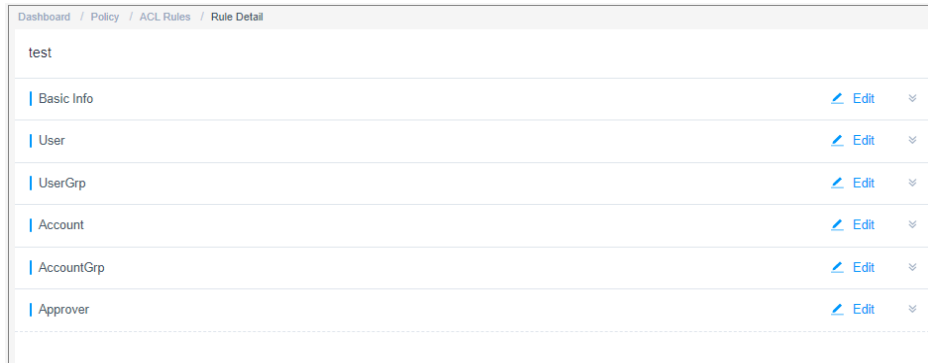 Dashboard / Policy / ACL Rules / Rule Detail
test
Basic Info Edit
User Edit
UserGrp Edit
Account Edit
AccountGrp Edit
Approver Edit